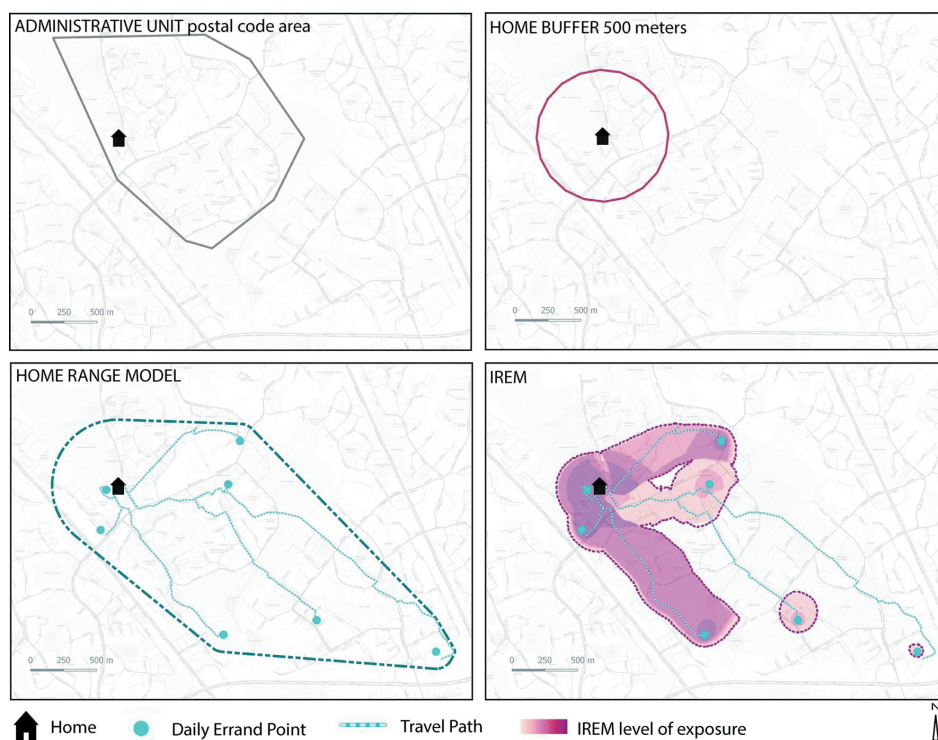 ADMINISTRATIVE UNIT postal code area
HOME BUFFER 500 meters
0 250 500 m
0 250 500 m
HOME RANGE MODEL
IREM
0 250 500 m
0 250 500 m
Home
Daily Errand Point
Travel Path
IREM level of exposure
N